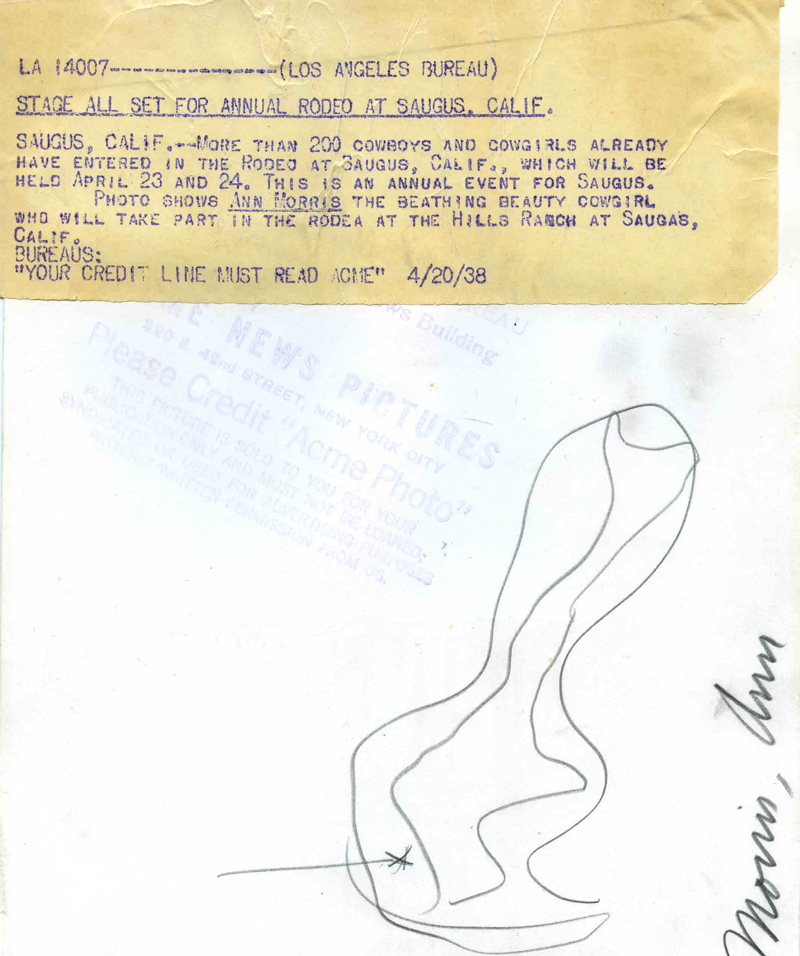 LA 14007-----------------(LOS ANGELES BUREAU)
STAGE ALL SET FOR ANNUAL RODEO AT SAUGUS, CALIF.
SAUGUS, CALIF.--MORE THAN 200 COWBOYS AND COWGIRLS ALREADY
HAVE ENTERED IN THE RODEO AT SAUGUS, CALIF., WHICH WILL BE
HELD APRIL 23 AND 24. THIS IS AN ANNUAL EVENT FOR SAUGUS.
PHOTO SHOWS ANN MORRIS THE BEATHING BEAUTY COWGIRL
WHO WILL TAKE PART IN THE RODEA AT THE HILLS RANCH AT SAUGAS,
CALIF.
BUREAUS:
"YOUR CREDIT LINE MUST READ ACME" 4/20/38
BUREAU
News Building
NEWS PICTURES
220 E. 42nd STREET, NEW YORK CITY
Please Credit "Acme Photo"
THIS PICTURE IS SOLD TO YOU FOR YOUR
PUBLICATION ONLY AND MUST NOT BE LOANED,
SYNDICATED OR USED FOR ADVERTISING PURPOSES
WITHOUT WRITTEN PERMISSION FROM US.
Morris, Ann